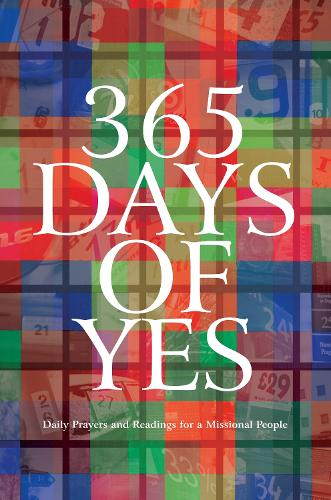 365
DAYS
OF
YES
Daily Prayers and Readings for a Missional People